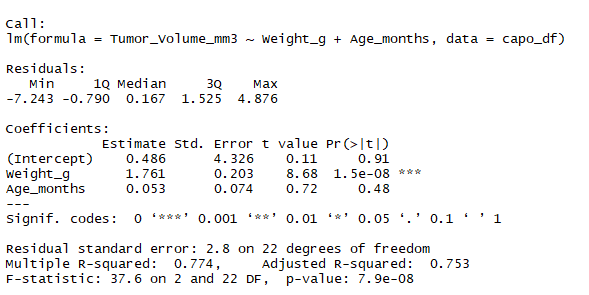 Call:
lm(formula = Tumor_Volume_mm3 ~ Weight_g + Age_months, data = capo_df)
Residuals:
Min 1Q Median 3Q Max
-7.243 -0.790 0.167 1.525 4.876
Coefficients:
Estimate Std. Error t value Pr(>|t|)
(Intercept) 0.486 4.326 0.11 0.91
Weight_g 1.761 0.203 8.68 1.5e-08 ***
Age_months 0.053 0.074 0.72 0.48
---
Signif. codes: 0 ‘***’ 0.001 ‘**’ 0.01 ‘*’ 0.05 ‘.’ 0.1 ‘ ’ 1
Residual standard error: 2.8 on 22 degrees of freedom
Multiple R-squared: 0.774, Adjusted R-squared: 0.753
F-statistic: 37.6 on 2 and 22 DF, p-value: 7.9e-08